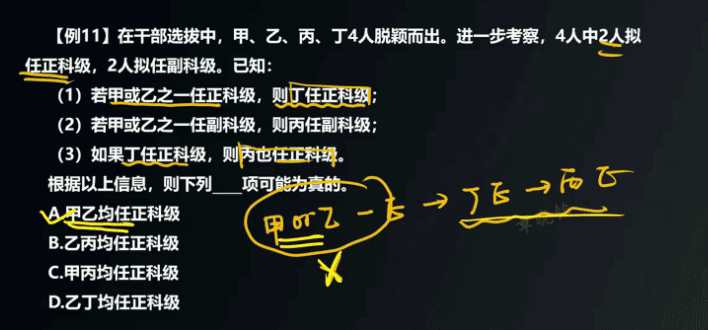 【例11】在干部选拔中，甲、乙、丙、丁4人脱颖而出。进一步考察，4人中2人拟
任正科级，2人拟任副科级。已知：
（1）若甲或乙之一任正科级，则丁任正科级；
（2）若甲或乙之一任副科级，则丙任副科级；
（3）如果丁任正科级，则丙也任正科级。
根据以上信息，则下列____项可能为真的。
A.甲乙均任正科级
甲or乙一正→丁正→丙正
B.乙丙均任正科级
C.甲丙均任正科级
D.乙丁均任正科级